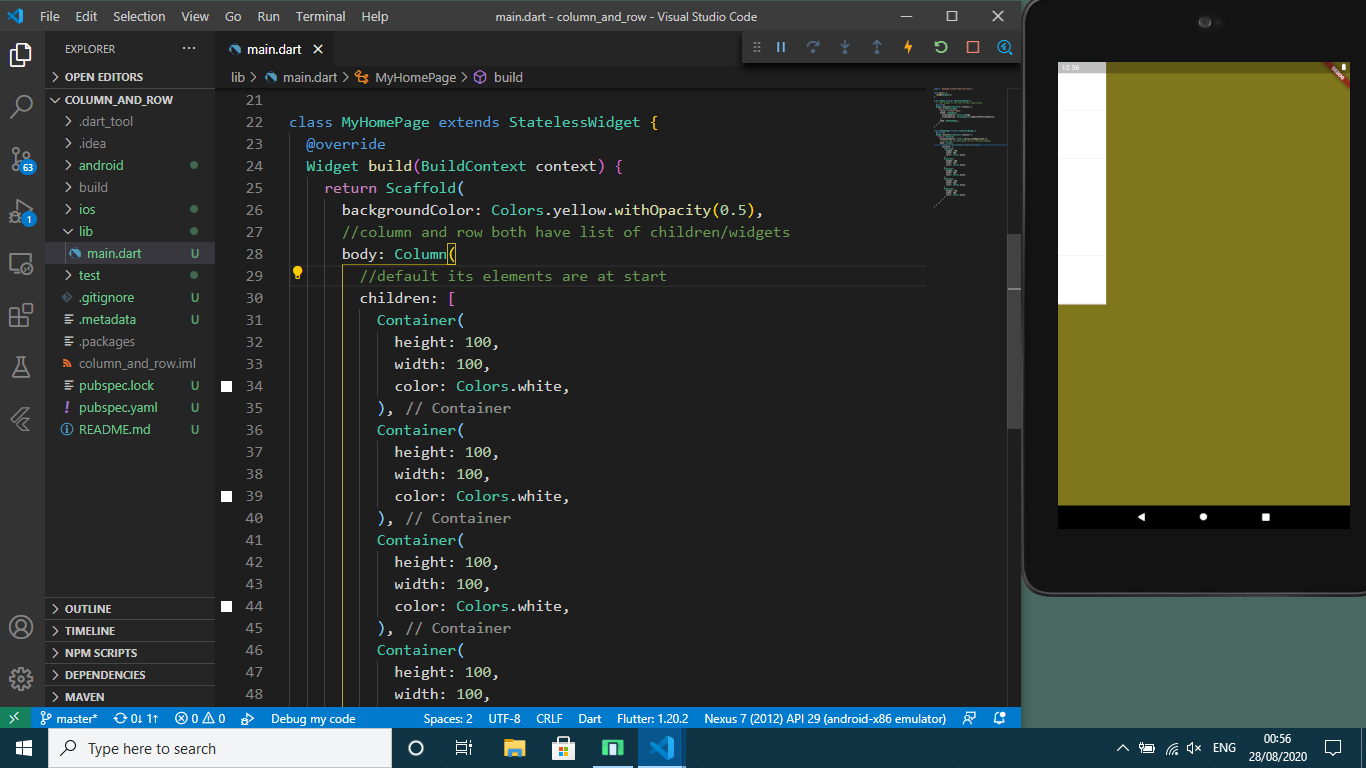 File Edit Selection View Go Run Terminal Help
main.dart - column_and_row - Visual Studio Code
EXPLORER
OPEN EDITORS
COLUMN_AND_ROW
.dart_tool
.idea
android
build
ios
lib
main.dart U
test
.gitignore U
.metadata U
.packages
column_and_row.iml
pubspec.lock U
pubspec.yaml U
README.md U
OUTLINE
TIMELINE
NPM SCRIPTS
DEPENDENCIES
MAVEN
63
1
main.dart
lib > main.dart > MyHomePage > build
21
22 class MyHomePage extends StatelessWidget {
23 @override
24 Widget build(BuildContext context) {
25 return Scaffold(
26 backgroundColor: Colors.yellow.withOpacity(0.5),
27 //column and row both have list of children/widgets
28 body: Column(
29 //default its elements are at start
30 children: [
31 Container(
32 height: 100,
33 width: 100,
34 color: Colors.white,
35 ), // Container
36 Container(
37 height: 100,
38 width: 100,
39 color: Colors.white,
40 ), // Container
41 Container(
42 height: 100,
43 width: 100,
44 color: Colors.white,
45 ), // Container
46 Container(
47 height: 100,
48 width: 100,
12:56
DEBUG
master* 0↓ 1↑ 0 0 Debug my code Spaces: 2 UTF-8 CRLF Dart Flutter: 1.20.2 Nexus 7 (2012) API 29 (android-x86 emulator)
Type here to search
ENG
00:56
28/08/2020